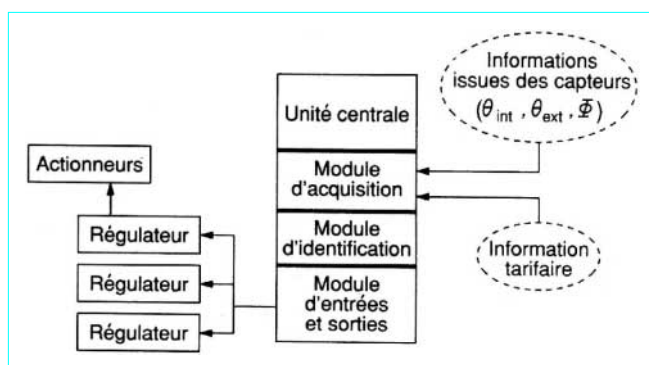 Informations
issues des capteurs
(θint , θext , Φ)
Unité centrale
Actionneurs
Module
d'acquisition
Régulateur
Module
d'identification
Information
tarifaire
Régulateur
Module
d'entrées
et sorties
Régulateur